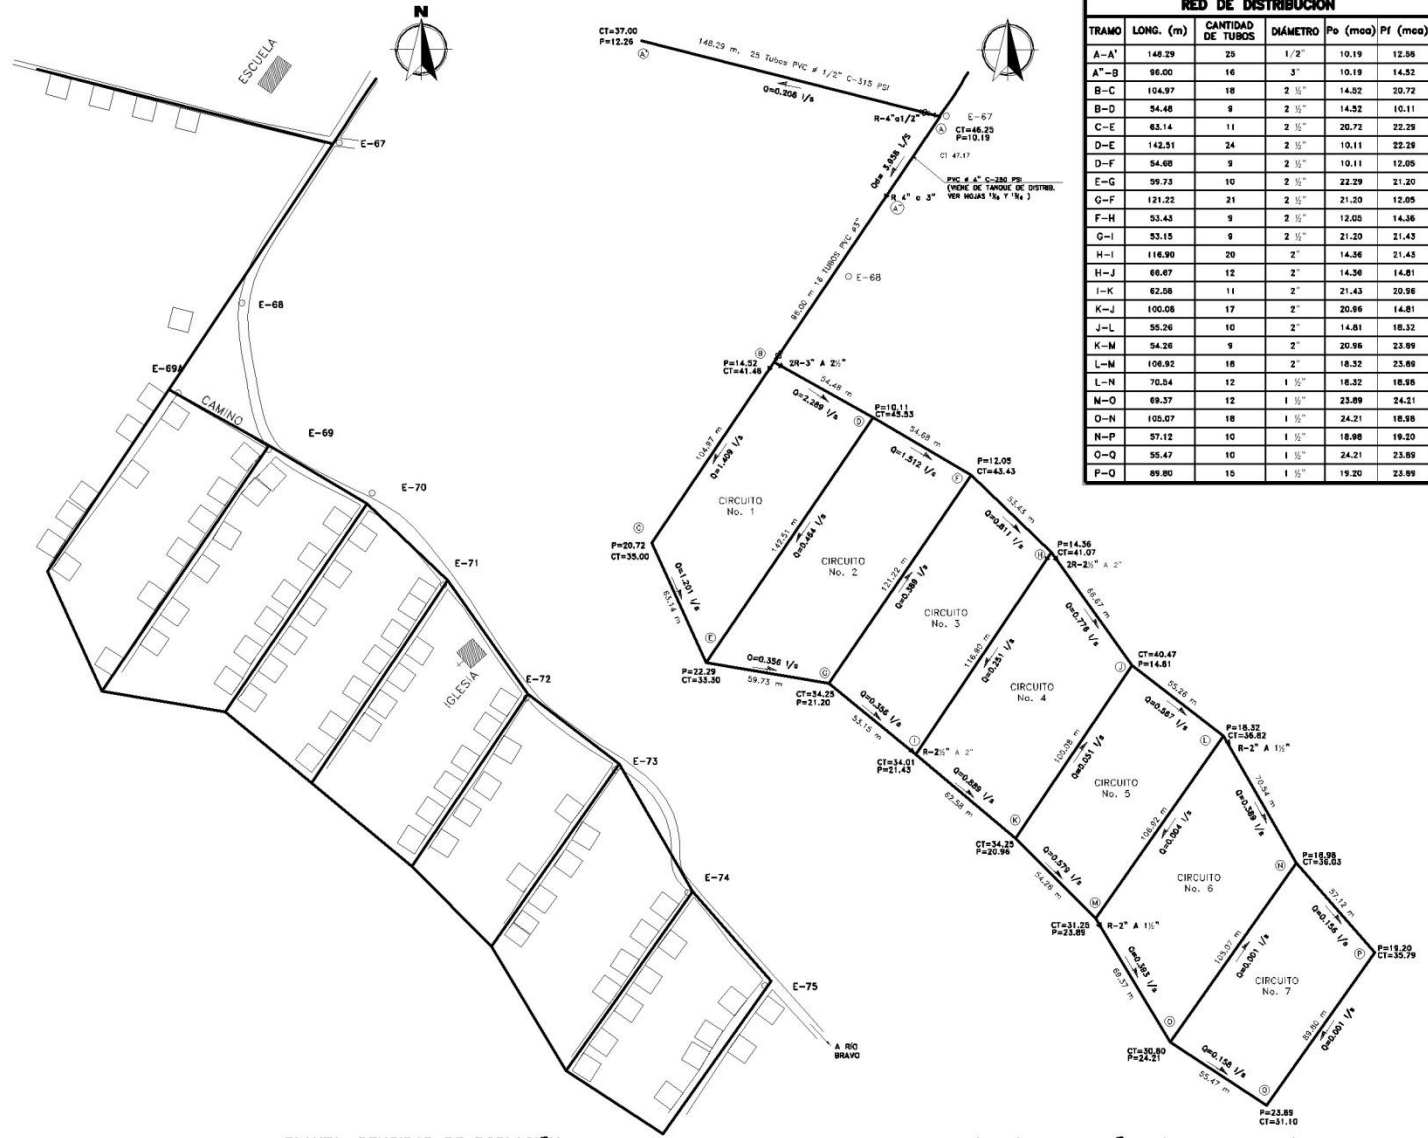 N
ESCUELA
E-67
E-68
E-69A
CAMINO
E-69
E-70
E-71
IGLESIA
E-72
E-73
E-74
E-75
A RÍO
BRAVO
CT=37.00
P=12.26
A'
148.29 m. 25 Tubos PVC ø 1/2" C-315 PSI
Q=0.208 l/s
R-4"a1/2"
E-67
A
CT=46.25
P=10.19
CT 47.17
PVC ø 4" C-250 PSI
(VIENE DE TANQUE DE DISTRIB.
Qd= 3.938 L/S
R 4" a 3"
A"
96.00 m 16 TUBOS PVC ø3"
E-68
B
P=14.52
CT=41.46
2R-3" A 2½"
54.48 m
Q=2.289 l/s
P=10.11
CT=45.53
D
54.68 m
Q=1.512 l/s
P=12.05
CT=43.43
F
104.97 m
Q=1.409 l/s
CIRCUITO
No. 1
142.51 m
Q=0.464 l/s
CIRCUITO
No. 2
53.43 m
Q=0.811 l/s
P=14.36
CT=41.07
H
2R-2½" A 2"
C
P=20.72
CT=35.00
Q=1.201 l/s
63.14 m
121.22 m
Q=0.389 l/s
CIRCUITO
No. 3
66.67 m
Q=0.778 l/s
E
P=22.29
CT=33.30
Q=0.356 l/s
59.73 m
G
CT=34.25
P=21.20
116.90 m
Q=0.251 l/s
CIRCUITO
No. 4
CT=40.47
P=14.81
J
55.26 m
Q=0.567 l/s
Q=0.356 l/s
53.15 m
I
R-2½" A 2"
CT=34.01
P=21.43
100.08 m
Q=0.051 l/s
CIRCUITO
No. 5
P=18.32
CT=36.82
L
R-2" A 1½"
Q=0.889 l/s
62.58 m
K
CT=34.25
P=20.96
106.92 m
Q=0.004 l/s
70.54 m
Q=0.389 l/s
Q=0.579 l/s
54.26 m
CIRCUITO
No. 6
P=18.98
CT=36.03
N
M
CT=31.25
P=23.89
R-2" A 1½"
57.12 m
Q=0.156 l/s
Q=0.393 l/s
69.37 m
105.07 m
Q=0.001 l/s
P
P=19.20
CT=35.79
CIRCUITO
No. 7
O
CT=30.80
P=24.21
89.80 m
Q=0.001 l/s
Q=0.158 l/s
55.47 m
Q
P=23.89
CT=31.10
RED DE DISTRIBUCION
TRAMO LONG. (m) CANTIDAD DE TUBOS DIÁMETRO Po (mca) Pf (mca)
A-A' 148.29 25 1/2" 10.19 12.56
A"-B 96.00 16 3" 10.19 14.52
B-C 104.97 18 2 ½" 14.52 20.72
B-D 54.48 9 2 ½" 14.52 10.11
C-E 63.14 11 2 ½" 20.72 22.29
D-E 142.51 24 2 ½" 10.11 22.29
D-F 54.68 9 2 ½" 10.11 12.05
E-G 59.73 10 2 ½" 22.29 21.20
G-F 121.22 21 2 ½" 21.20 12.05
F-H 53.43 9 2 ½" 12.05 14.36
G-I 53.15 9 2 ½" 21.20 21.43
H-I 116.90 20 2" 14.36 21.43
H-J 66.67 12 2" 14.36 14.81
I-K 62.58 11 2" 21.43 20.96
K-J 100.08 17 2" 20.96 14.81
J-L 55.26 10 2" 14.81 18.32
K-M 54.26 9 2" 20.96 23.89
L-M 106.92 18 2" 18.32 23.89
L-N 70.54 12 1 ½" 18.32 18.98
M-O 69.37 12 1 ½" 23.89 24.21
O-N 105.07 18 1 ½" 24.21 18.98
N-P 57.12 10 1 ½" 18.98 19.20
O-Q 55.47 10 1 ½" 24.21 23.89
P-Q 89.80 15 1 ½" 19.20 23.89